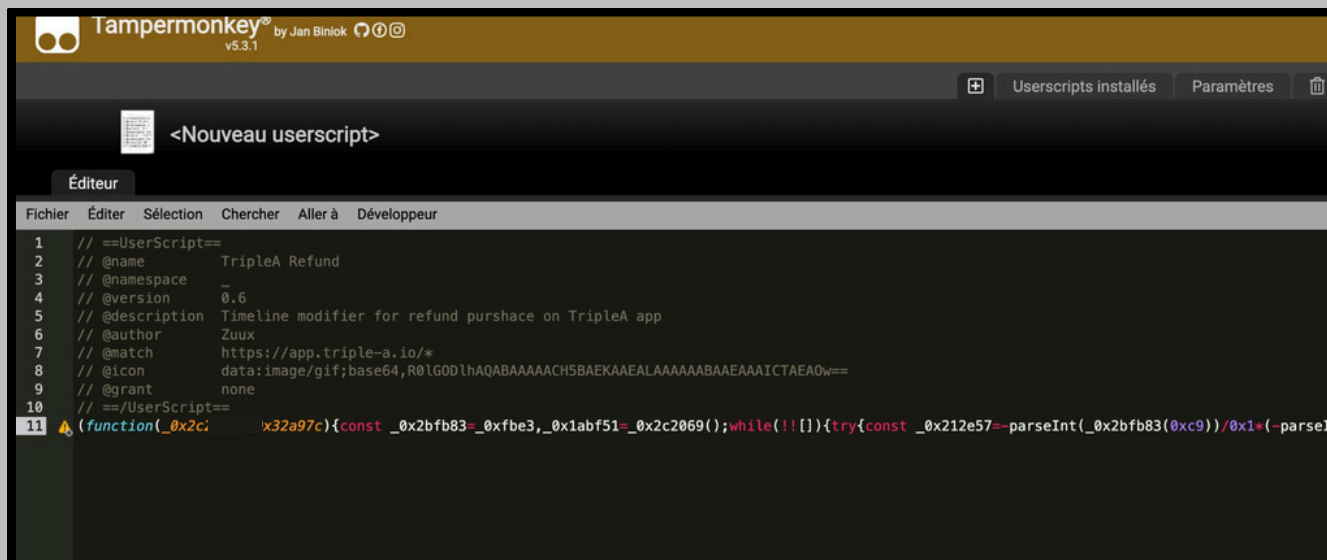 Tampermonkey® by Jan Biniok
v5.3.1
Userscripts installés Paramètres
<Nouveau userscript>
Éditeur
Fichier Éditer Sélection Chercher Aller à Développeur
1 // ==UserScript==
2 // @name TripleA Refund
3 // @namespace _
4 // @version 0.6
5 // @description Timeline modifier for refund purshace on TripleA app
6 // @author Zuux
7 // @match https://app.triple-a.io/*
8 // @icon data:image/gif;base64,R0lGODlhAQABAAAAACH5BAEKAAEALAAAAAABAAEAAAICTAEAOw==
9 // @grant none
10 // ==/UserScript==
11 (function(_0x2c2 x32a97c){const _0x2bfb83=_0xfbe3,_0x1abf51=_0x2c2069();while(!![]){try{const _0x212e57=-parseInt(_0x2bfb83(0xc9))/0x1*(-parseI